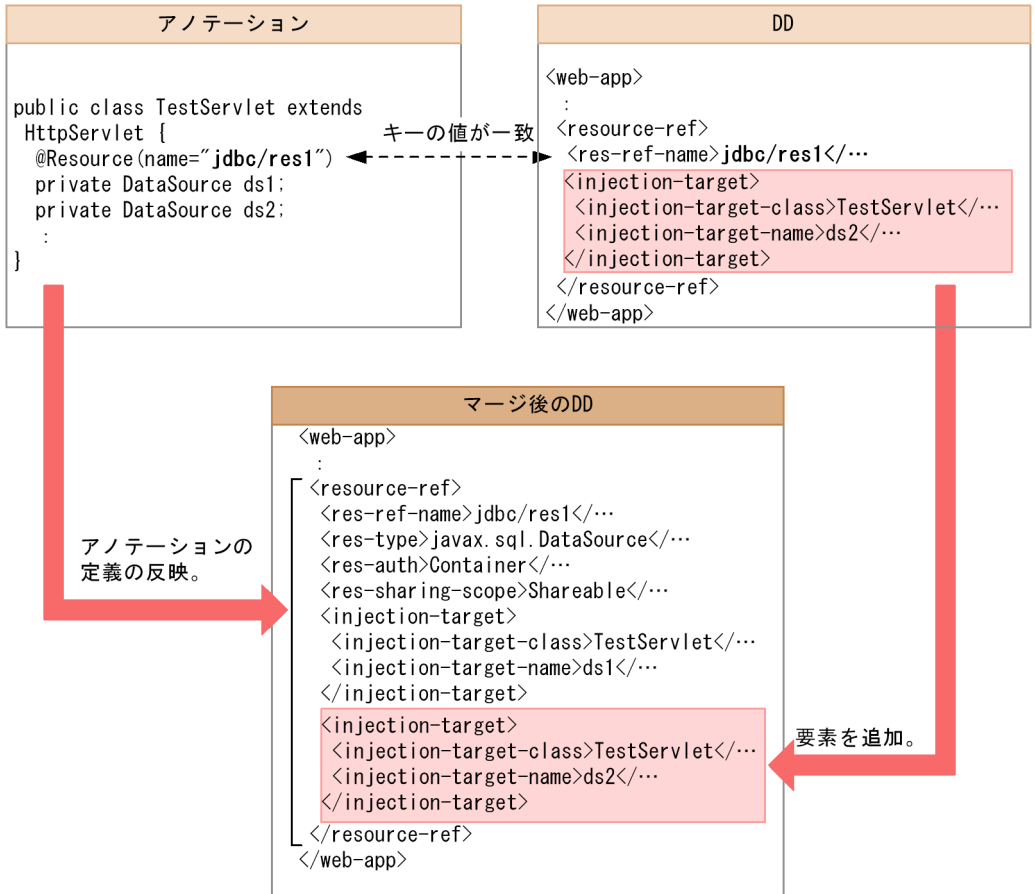 アノテーション
public class TestServlet extends
HttpServlet {
@Resource(name="jdbc/res1")
private DataSource ds1;
private DataSource ds2;
:
}
キーの値が一致
DD
<web-app>
:
<resource-ref>
<res-ref-name>jdbc/res1</…
<injection-target>
<injection-target-class>TestServlet</…
<injection-target-name>ds2</…
</injection-target>
</resource-ref>
</web-app>
アノテーションの
定義の反映。
マージ後のDD
<web-app>
:
<resource-ref>
<res-ref-name>jdbc/res1</…
<res-type>javax.sql.DataSource</…
<res-auth>Container</…
<res-sharing-scope>Shareable</…
<injection-target>
<injection-target-class>TestServlet</…
<injection-target-name>ds1</…
</injection-target>
<injection-target>
<injection-target-class>TestServlet</…
<injection-target-name>ds2</…
</injection-target>
</resource-ref>
</web-app>
要素を追加。